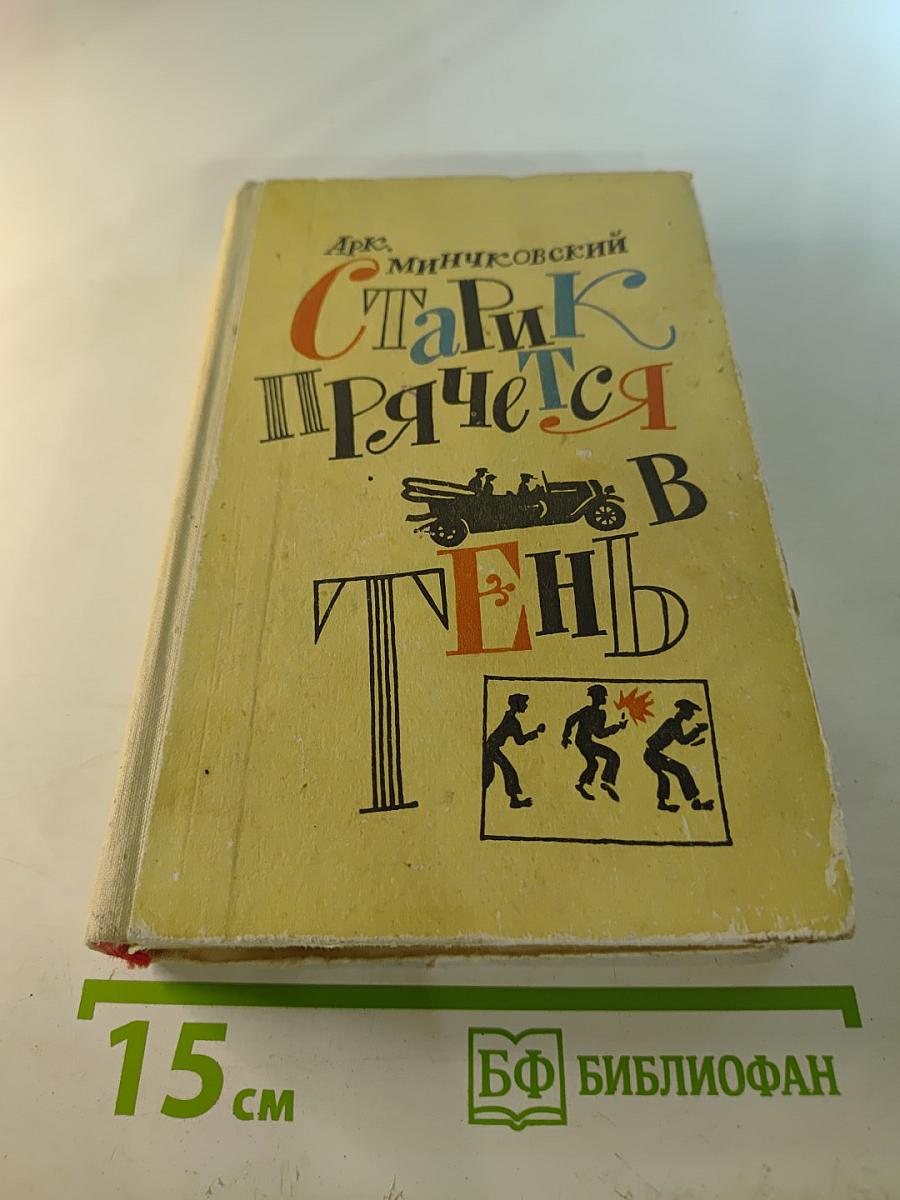 Арк. Минчковский
Старик
прячется
в
тень
15 см
БФ БИБЛИОФАН